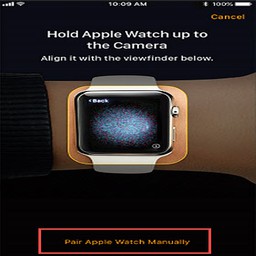 10:09 AM
100%
Cancel
Hold Apple Watch up to
the Camera
Align it with the viewfinder below.
Back
Pair Apple Watch Manually